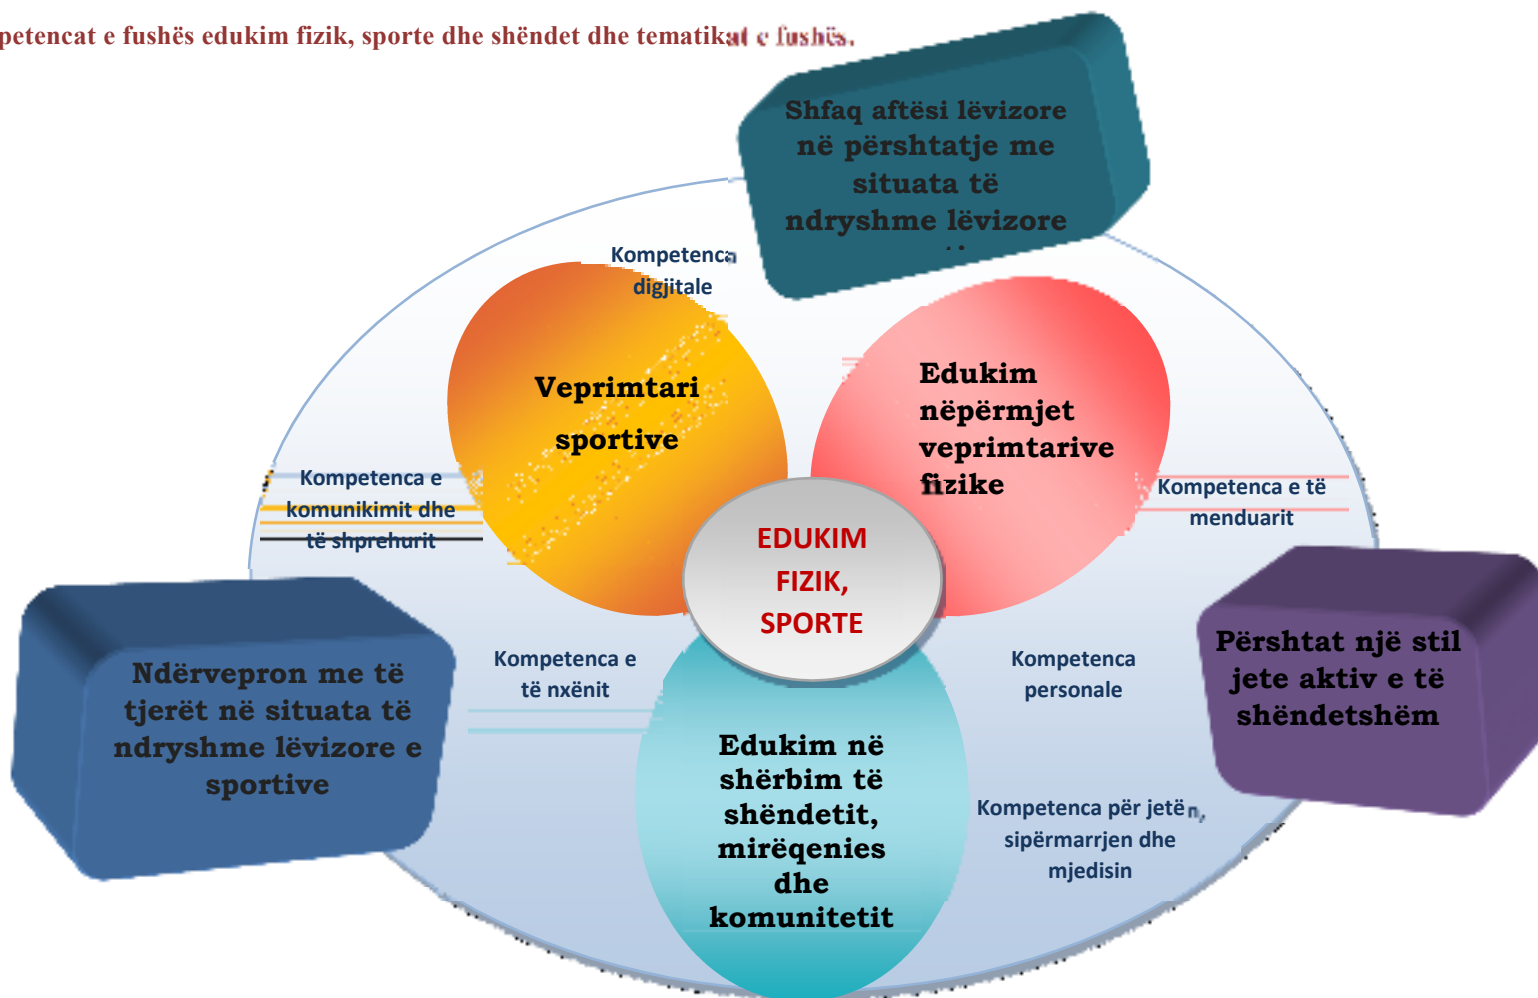 petencat e fushës edukim fizik, sporte dhe shëndet dhe tematikat e fushës.
Shfaq aftësi lëvizore
në përshtatje me
situata të
ndryshme lëvizore
Kompetenca
digjitale
Veprimtari
sportive
Edukim
nëpërmjet
veprimtarive
fizike
Kompetenca e
komunikimit dhe
të shprehurit
Kompetenca e të
menduarit
EDUKIM
FIZIK,
SPORTE
Ndërvepron me të
tjerët në situata të
ndryshme lëvizore e
sportive
Kompetenca e
të nxënit
Kompetenca
personale
Përshtat një stil
jete aktiv e të
shëndetshëm
Edukim në
shërbim të
shëndetit,
mirëqenies
dhe
komunitetit
Kompetenca për jetën,
sipërmarrjen dhe
mjedisin